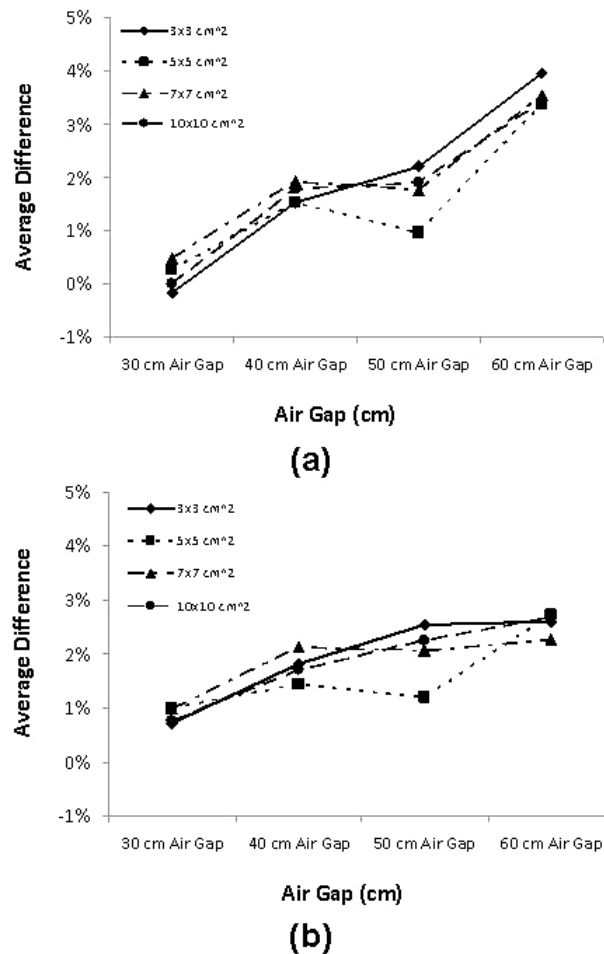 5%
4%
3%
2%
1%
0%
-1%
Average Difference
3x3 cm^2
5x5 cm^2
7x7 cm^2
10x10 cm^2
30 cm Air Gap 40 cm Air Gap 50 cm Air Gap 60 cm Air Gap
Air Gap (cm)
(a)
5%
4%
3%
2%
1%
0%
-1%
Average Difference
3x3 cm^2
5x5 cm^2
7x7 cm^2
10x10 cm^2
30 cm Air Gap 40 cm Air Gap 50 cm Air Gap 60 cm Air Gap
Air Gap (cm)
(b)